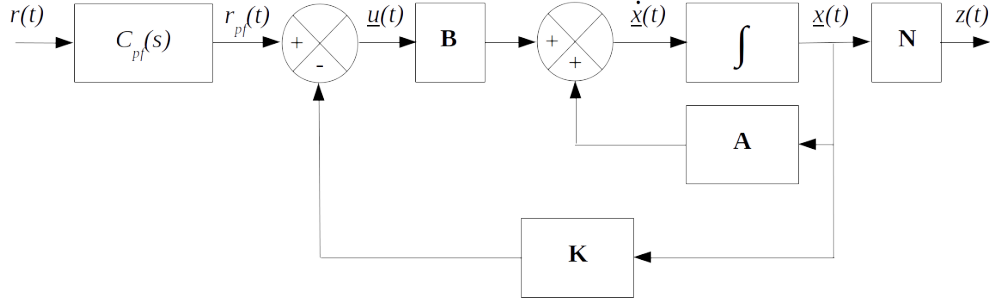 r(t)
C_pf(s)
r_pf(t)
+
-
u(t)
B
+
+
ẋ(t)
∫
x(t)
N
z(t)
A
K